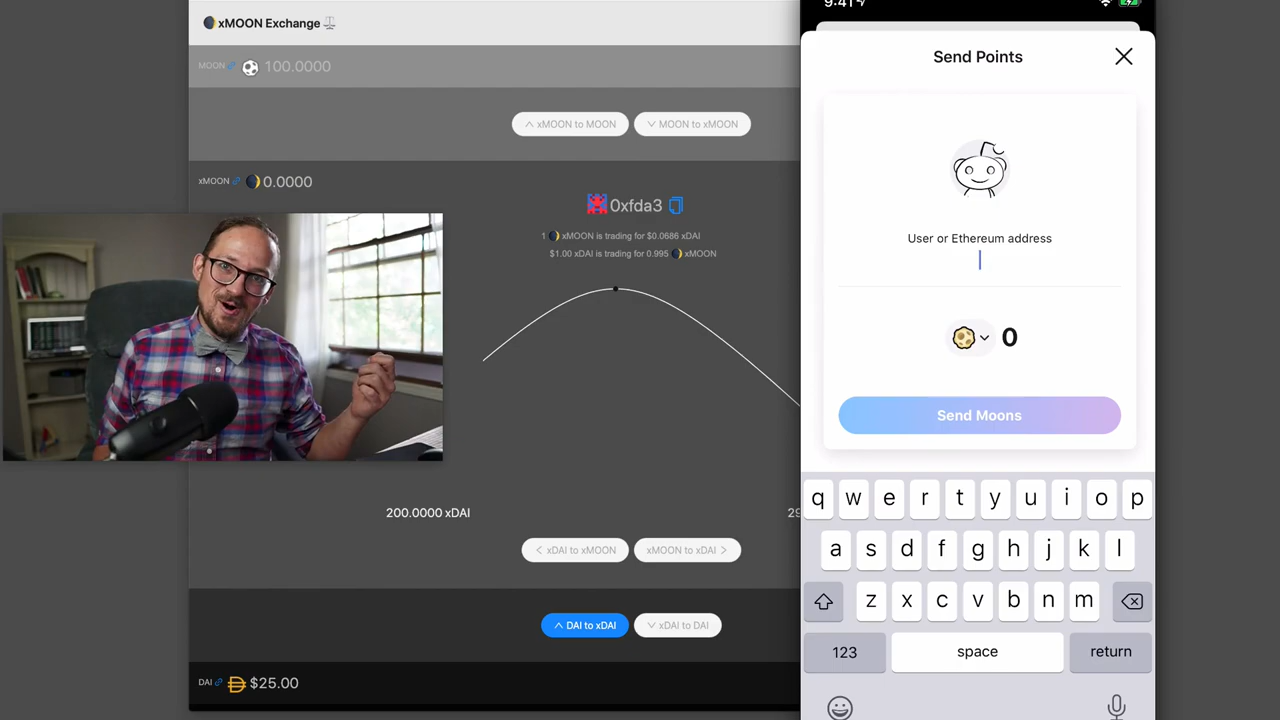 xMOON Exchange
MOON 100.0000
xMOON to MOON
MOON to xMOON
xMOON 0.0000
0xfda3
1 xMOON is trading for $0.0686 xDAI
$1.00 xDAI is trading for 0.995 xMOON
200.0000 xDAI
29
xDAI to xMOON
xMOON to xDAI
DAI to xDAI
xDAI to DAI
DAI $25.00
9:41
Send Points
User or Ethereum address
0
Send Moons
q w e r t y u i o p
a s d f g h j k l
z x c v b n m
123 space return